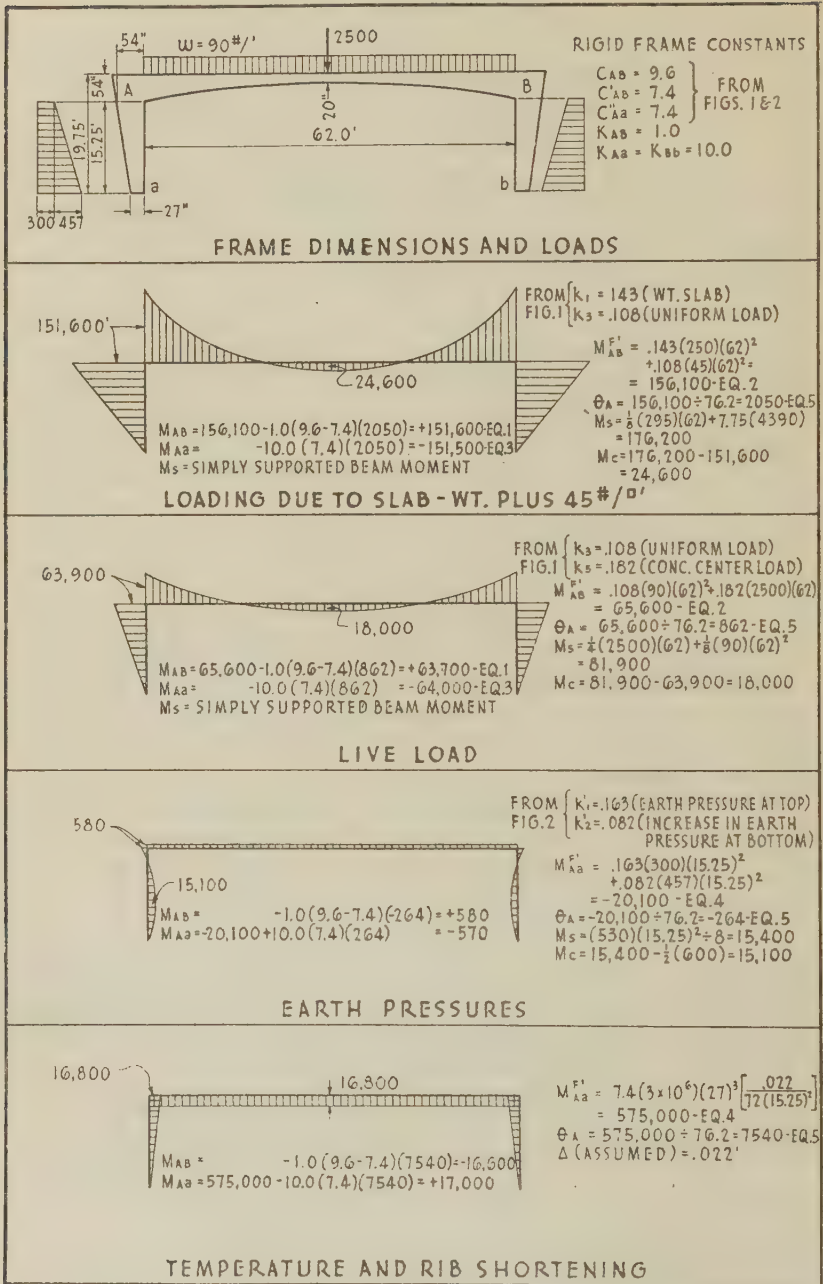 54"
W=90#/'
2500
RIGID FRAME CONSTANTS
54"
A
B
20"
CAB = 9.6
C'AB = 7.4
C"Aa = 7.4
FROM
FIGS. 1&2
KAB = 1.0
KAa = KBb = 10.0
19.75'
15.25'
62.0'
a
b
300 457
27"
FRAME DIMENSIONS AND LOADS
151,600'
24,600
FROM FIG.1 { K₁ = 143 (WT. SLAB)
K₃ = .108 (UNIFORM LOAD)
M^F'_AB = .143(250)(62)²
+.108(45)(62)²=
= 156,100-EQ.2
θA = 156,100÷76.2=2050-EQ.5
Ms=⅛(295)(62)+7.75(4390)
=176,200
Mc=176,200-151,600
=24,600
MAB=156,100-1.0(9.6-7.4)(2050)=+151,600-EQ.1
MAa= -10.0(7.4)(2050)=-151,500-EQ.3
Ms=SIMPLY SUPPORTED BEAM MOMENT
LOADING DUE TO SLAB-WT. PLUS 45#/□'
63,900
18,000
FROM FIG.1 { K₃=.108 (UNIFORM LOAD)
K₅=.182 (CONC. CENTER LOAD)
M^F'_AB = .108(90)(62)²+.182(2500)(62)
= 65,600-EQ.2
θA = 65,600÷76.2=862-EQ.5
Ms=¼(2500)(62)+⅛(90)(62)²
=81,900
Mc=81,900-63,900=18,000
MAB=65,600-1.0(9.6-7.4)(862)=+63,700-EQ.1
MAa= -10.0(7.4)(862) =-64,000-EQ.3
Ms= SIMPLY SUPPORTED BEAM MOMENT
LIVE LOAD
580
15,100
FROM FIG.2 { K'₁=.163 (EARTH PRESSURE AT TOP)
K'₂=.082 (INCREASE IN EARTH
PRESSURE AT BOTTOM)
M^F'_Aa = .163(300)(15.25)²
+.082(457)(15.25)²
=-20,100-EQ.4
θA=-20,100÷76.2=-264-EQ.5
Ms=(530)(15.25)²÷8=15,400
Mc=15,400-½(600)=15,100
MAB= -1.0(9.6-7.4)(-264)=+580
MAa=-20,100+10.0(7.4)(264) =-570
EARTH PRESSURES
16,800
16,800
M^F'_Aa = 7.4(3×10⁶)(27)³[.022/12(15.25)²]
= 575,000-EQ.4
θA = 575,000÷76.2=7540-EQ.5
Δ (ASSUMED) =.022'
MAB= -1.0(9.6-7.4)(7540)=-16,600
MAa=575,000-10.0(7.4)(7540)=+17,000
TEMPERATURE AND RIB SHORTENING